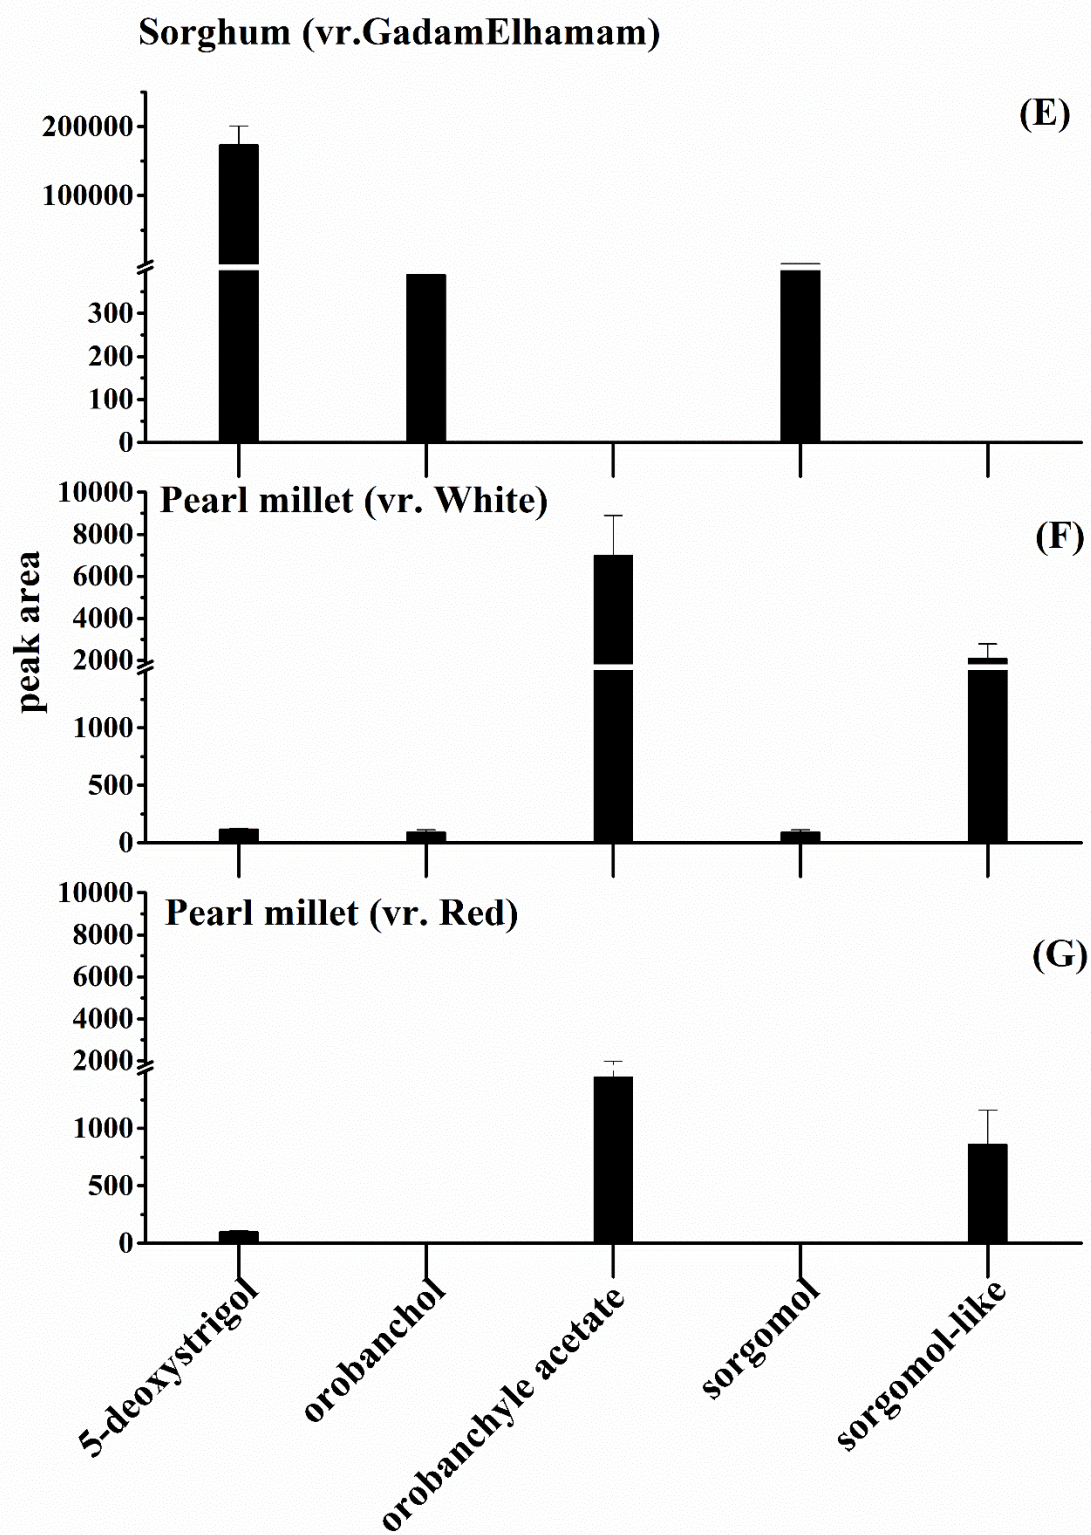 Sorghum (vr.GadamElhamam)
(E)
200000
100000
300
200
100
0
Pearl millet (vr. White)
(F)
10000
8000
6000
4000
2000
1000
500
0
peak area
Pearl millet (vr. Red)
(G)
10000
8000
6000
4000
2000
1000
500
0
5-deoxystrigol
orobanchol
orobanchyle acetate
sorgomol
sorgomol-like